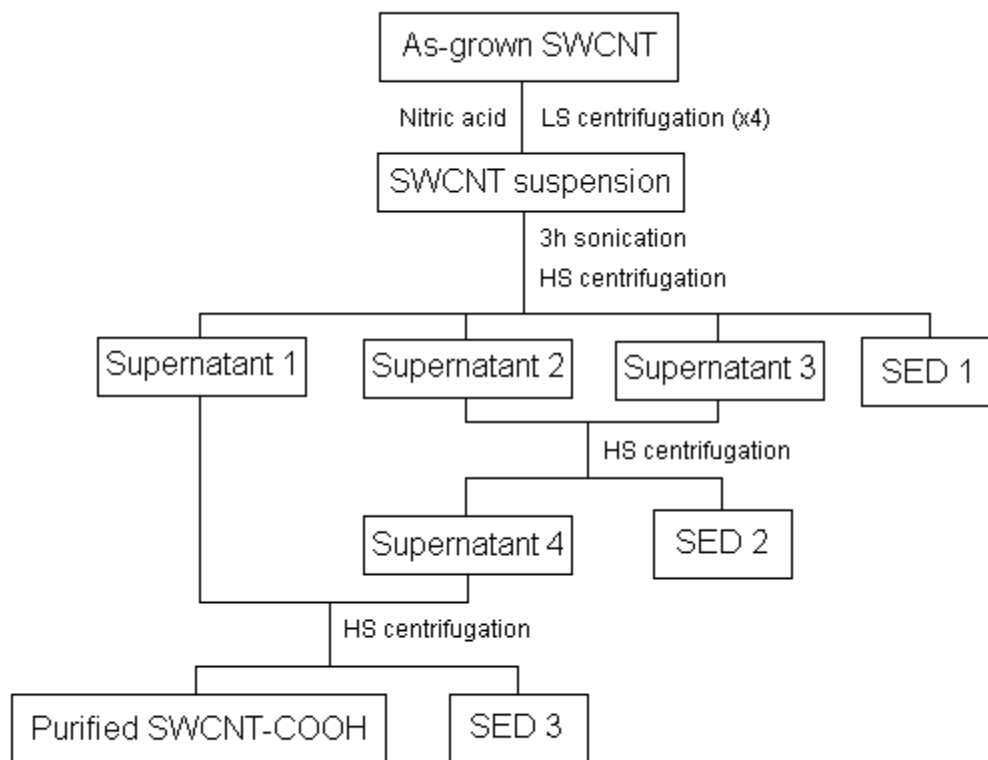 As-grown SWCNT
Nitric acid
LS centrifugation (x4)
SWCNT suspension
3h sonication
HS centrifugation
Supernatant 1
Supernatant 2
Supernatant 3
SED 1
HS centrifugation
Supernatant 4
SED 2
HS centrifugation
Purified SWCNT-COOH
SED 3